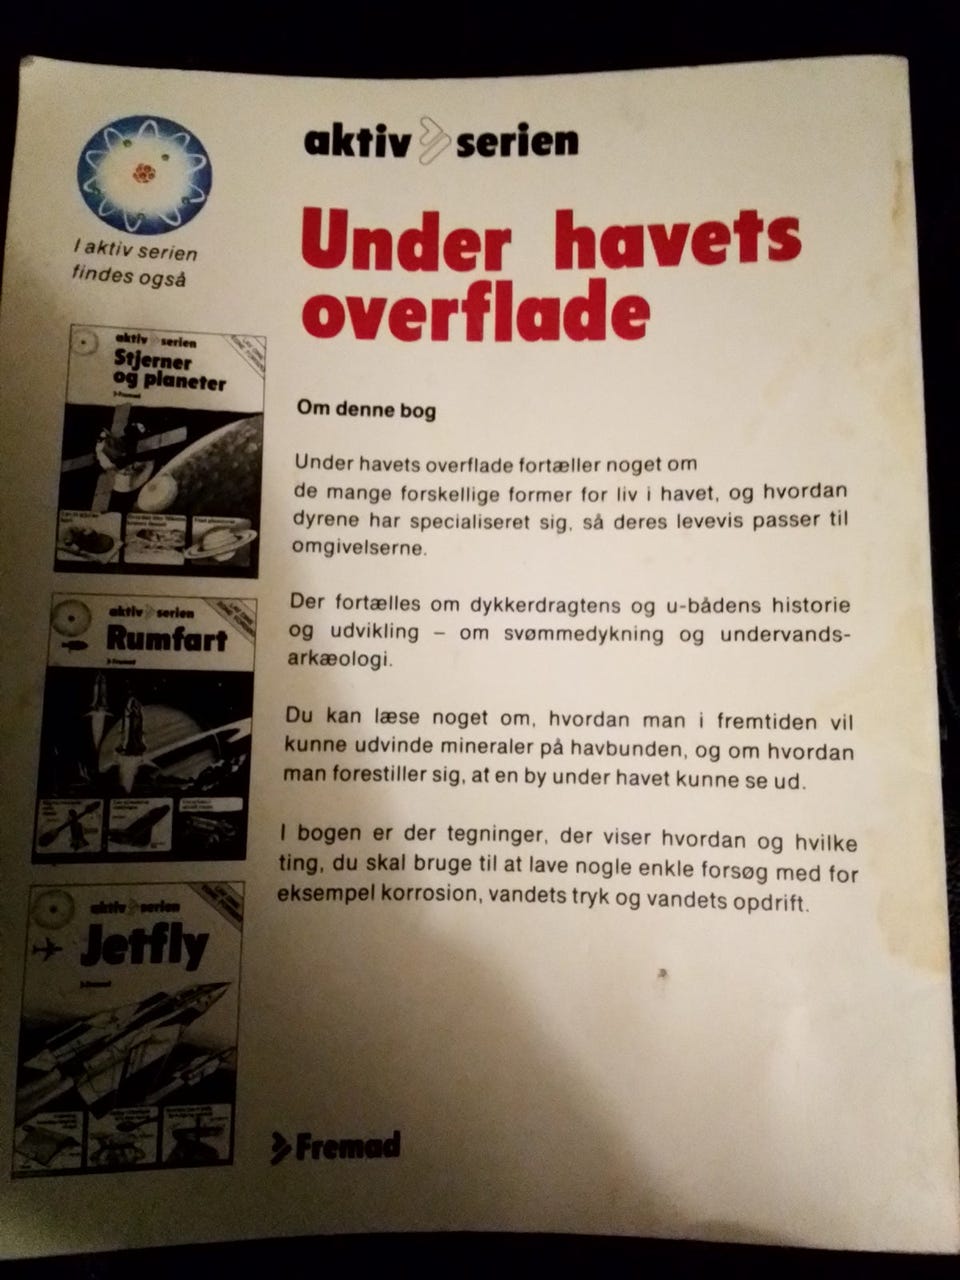 aktiv serien
Under havets
overflade
I aktiv serien
findes også
aktiv serien
Stjerner
og planeter
Fremad
aktiv serien
Rumfart
Fremad
aktiv serien
Jetfly
Fremad
Om denne bog
Under havets overflade fortæller noget om
de mange forskellige former for liv i havet, og hvordan
dyrene har specialiseret sig, så deres levevis passer til
omgivelserne.
Der fortælles om dykkerdragtens og u-bådens historie
og udvikling – om svømmedykning og undervands-
arkæologi.
Du kan læse noget om, hvordan man i fremtiden vil
kunne udvinde mineraler på havbunden, og om hvordan
man forestiller sig, at en by under havet kunne se ud.
I bogen er der tegninger, der viser hvordan og hvilke
ting, du skal bruge til at lave nogle enkle forsøg med for
eksempel korrosion, vandets tryk og vandets opdrift.
Fremad